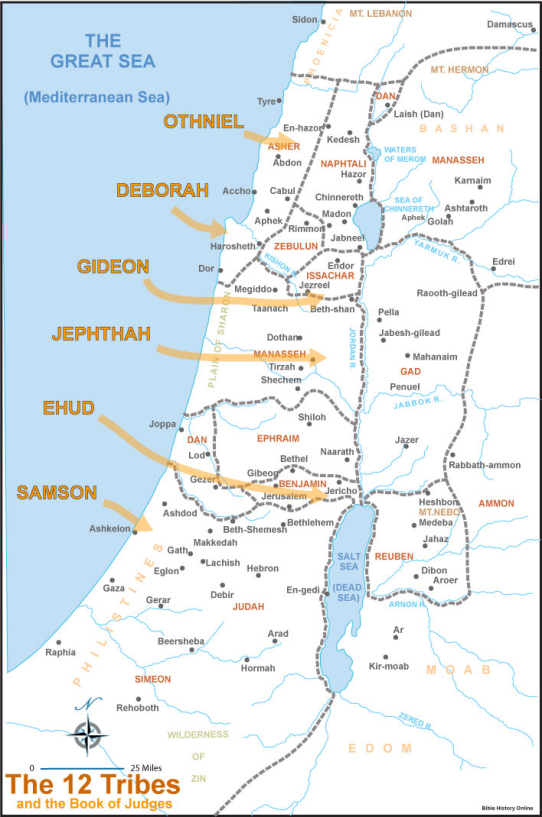 Sidon
PHOENICIA
MT. LEBANON
Damascus
THE
GREAT SEA
(Mediterranean Sea)
MT. HERMON
Tyre
DAN
Laish (Dan)
OTHNIEL
En-hazor
Kedesh
BASHAN
ASHER
Abdon
NAPHTALI
WATERS
OF MEROM
MANASSEH
Hazor
Karnaim
DEBORAH
Accho
Cabul
Chinnereth
SEA OF
CHINNERETH
Ashtaroth
Aphek
Madon
Aphek
Golah
Rimmon
Jabneel
Harosheth
ZEBULUN
YARMUK R.
KISHON R.
Edrei
GIDEON
Dor
Endor
ISSACHAR
Megiddo
Jezreel
Raooth-gilead
Taanach
Beth-shan
Pella
PLAIN OF SHARON
JEPHTHAH
Dothan
JORDAN R.
Jabesh-gilead
MANASSEH
Mahanaim
Tirzah
GAD
Shechem
Penuel
JABBOK R.
EHUD
Joppa
Shiloh
DAN
EPHRAIM
Jazer
Lod
Bethel
Naarath
Rabbath-ammon
Gibeon
Gezer
BENJAMIN
Jericho
SAMSON
Jerusalem
Heshbon
AMMON
Ashdod
MT.NEBO
Bethlehem
Medeba
Ashkelon
Beth-Shemesh
Makkedah
Jahaz
Gath
SALT
SEA
(DEAD
SEA)
REUBEN
Lachish
Eglon
Hebron
Dibon
Gaza
Debir
En-gedi
Aroer
Gerar
JUDAH
ARNON R.
PHILISTINES
Arad
Ar
Beersheba
Raphia
Hormah
Kir-moab
MOAB
SIMEON
Rehoboth
N
ZERED R.
WILDERNESS
OF
ZIN
EDOM
0 25 Miles
The 12 Tribes
and the Book of Judges
Bible History Online